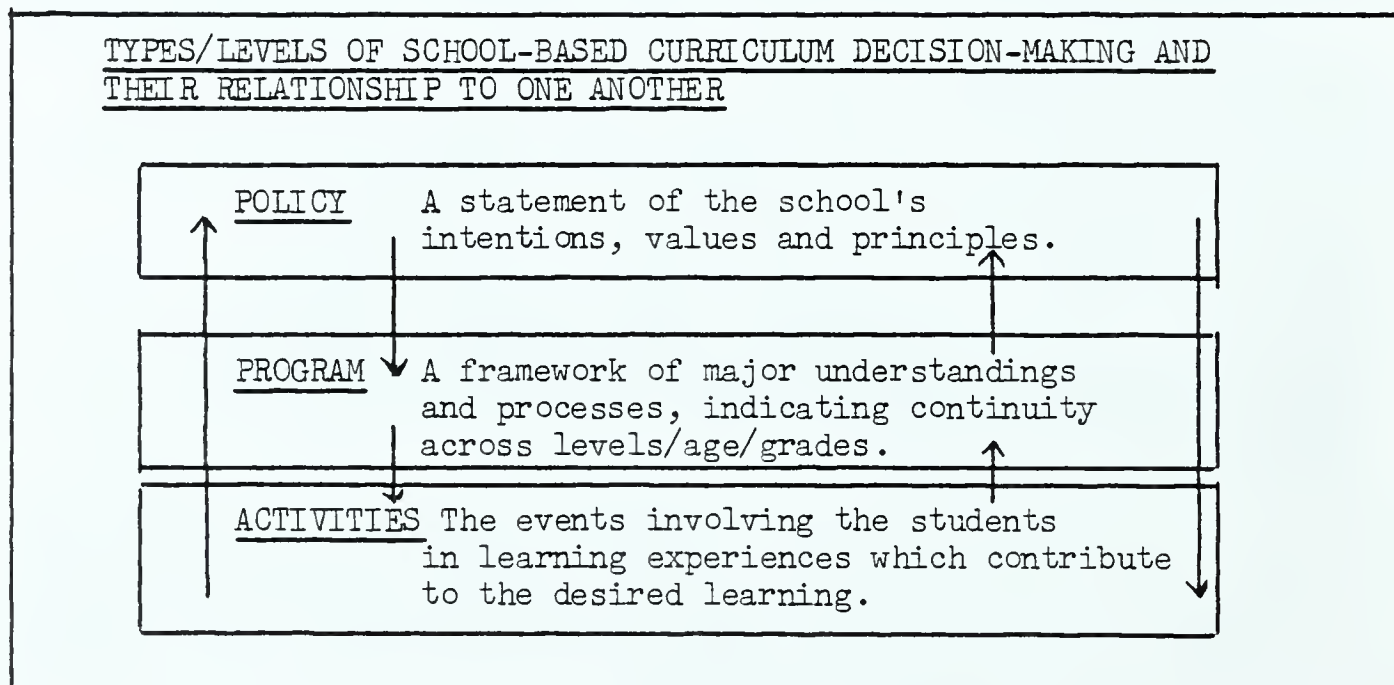 TYPES/LEVELS OF SCHOOL-BASED CURRICULUM DECISION-MAKING AND
THEIR RELATIONSHIP TO ONE ANOTHER
POLICY A statement of the school's
intentions, values and principles.
PROGRAM A framework of major understandings
and processes, indicating continuity
across levels/age/grades.
ACTIVITIES The events involving the students
in learning experiences which contribute
to the desired learning.